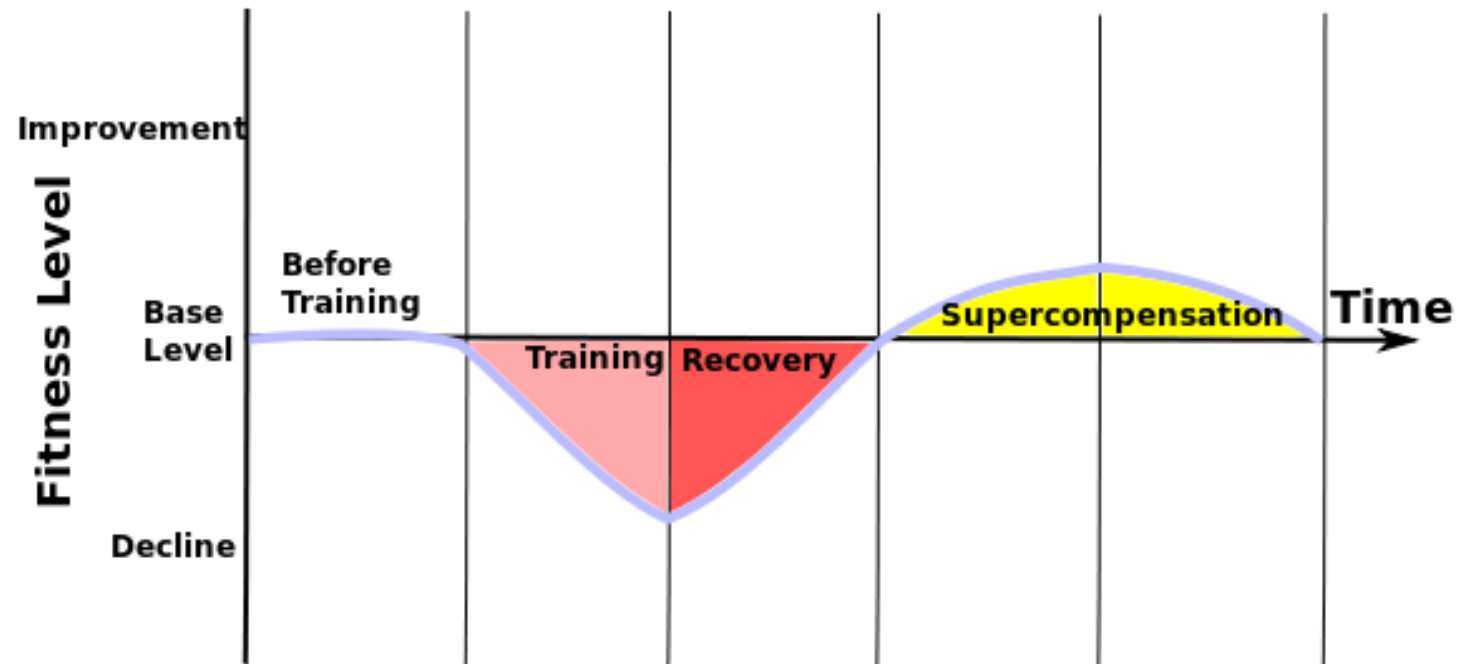 Improvement
Fitness Level
Before
Training
Base
Level
Training
Recovery
Supercompensation
Time
Decline